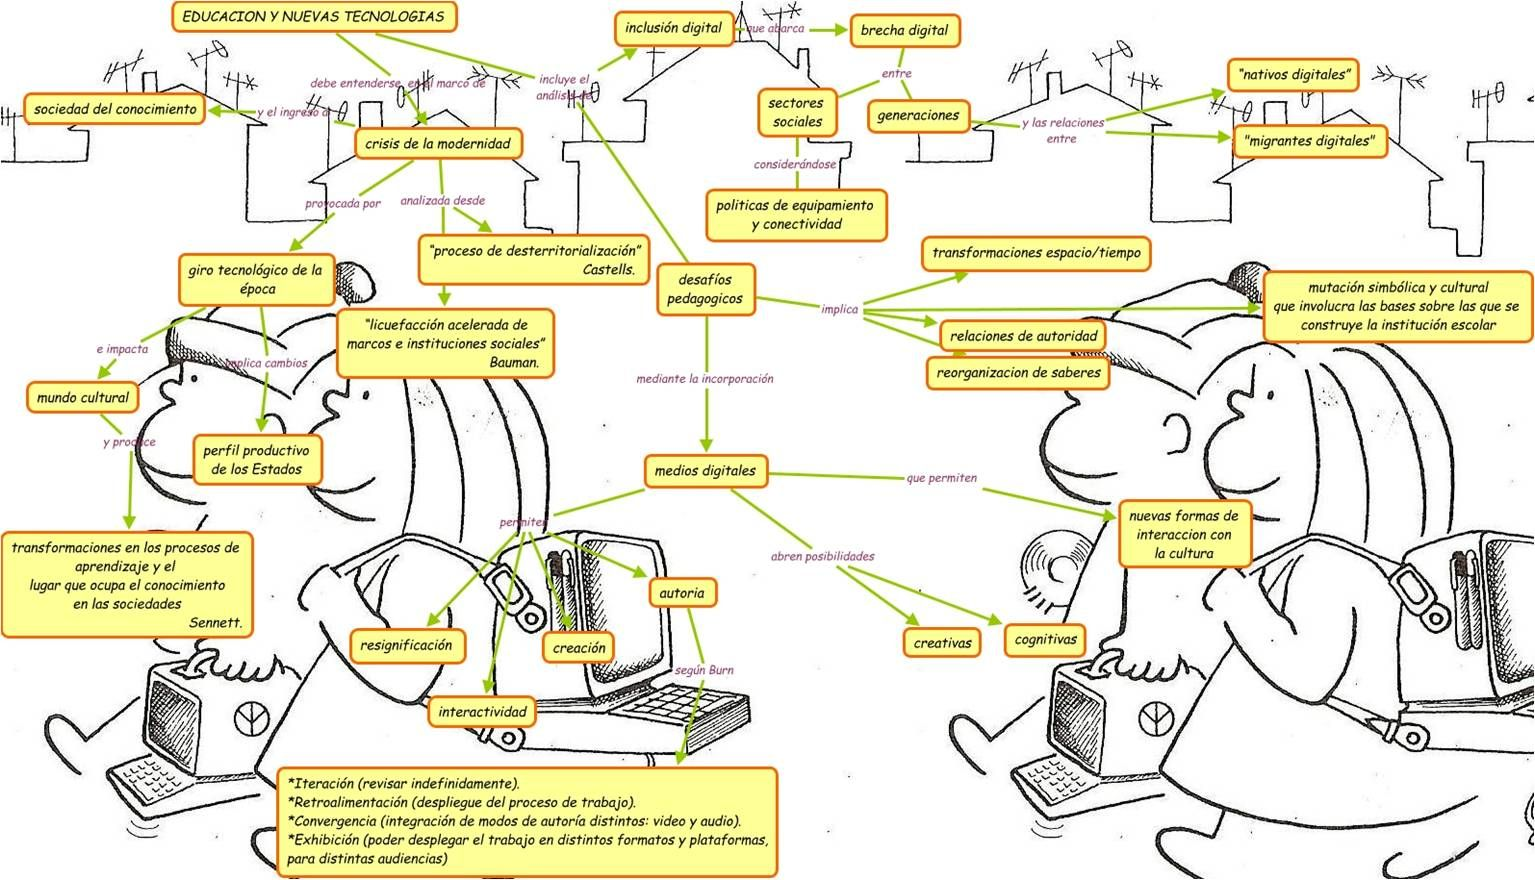 EDUCACION Y NUEVAS TECNOLOGIAS
inclusión digital
que abarca
brecha digital
debe entenderse en el marco de
incluye el
análisis de
entre
"nativos digitales"
sociedad del conocimiento
y el ingreso a
crisis de la modernidad
sectores
sociales
generaciones
y las relaciones
entre
"migrantes digitales"
considerándose
provocada por
analizada desde
politicas de equipamiento
y conectividad
giro tecnológico de la
época
"proceso de desterritorialización"
Castells.
desafíos
pedagogicos
transformaciones espacio/tiempo
implica
mutación simbólica y cultural
que involucra las bases sobre las que se
construye la institución escolar
"licuefacción acelerada de
marcos e instituciones sociales"
Bauman.
relaciones de autoridad
reorganizacion de saberes
e impacta
implica cambios
mediante la incorporación
mundo cultural
y produce
perfil productivo
de los Estados
medios digitales
que permiten
nuevas formas de
interaccion con
la cultura
permiten
abren posibilidades
transformaciones en los procesos de
aprendizaje y el
lugar que ocupa el conocimiento
en las sociedades
Sennett.
autoria
resignificación
creación
creativas
cognitivas
según Burn
interactividad
*Iteración (revisar indefinidamente).
*Retroalimentación (despliegue del proceso de trabajo).
*Convergencia (integración de modos de autoría distintos: video y audio).
*Exhibición (poder desplegar el trabajo en distintos formatos y plataformas,
para distintas audiencias)